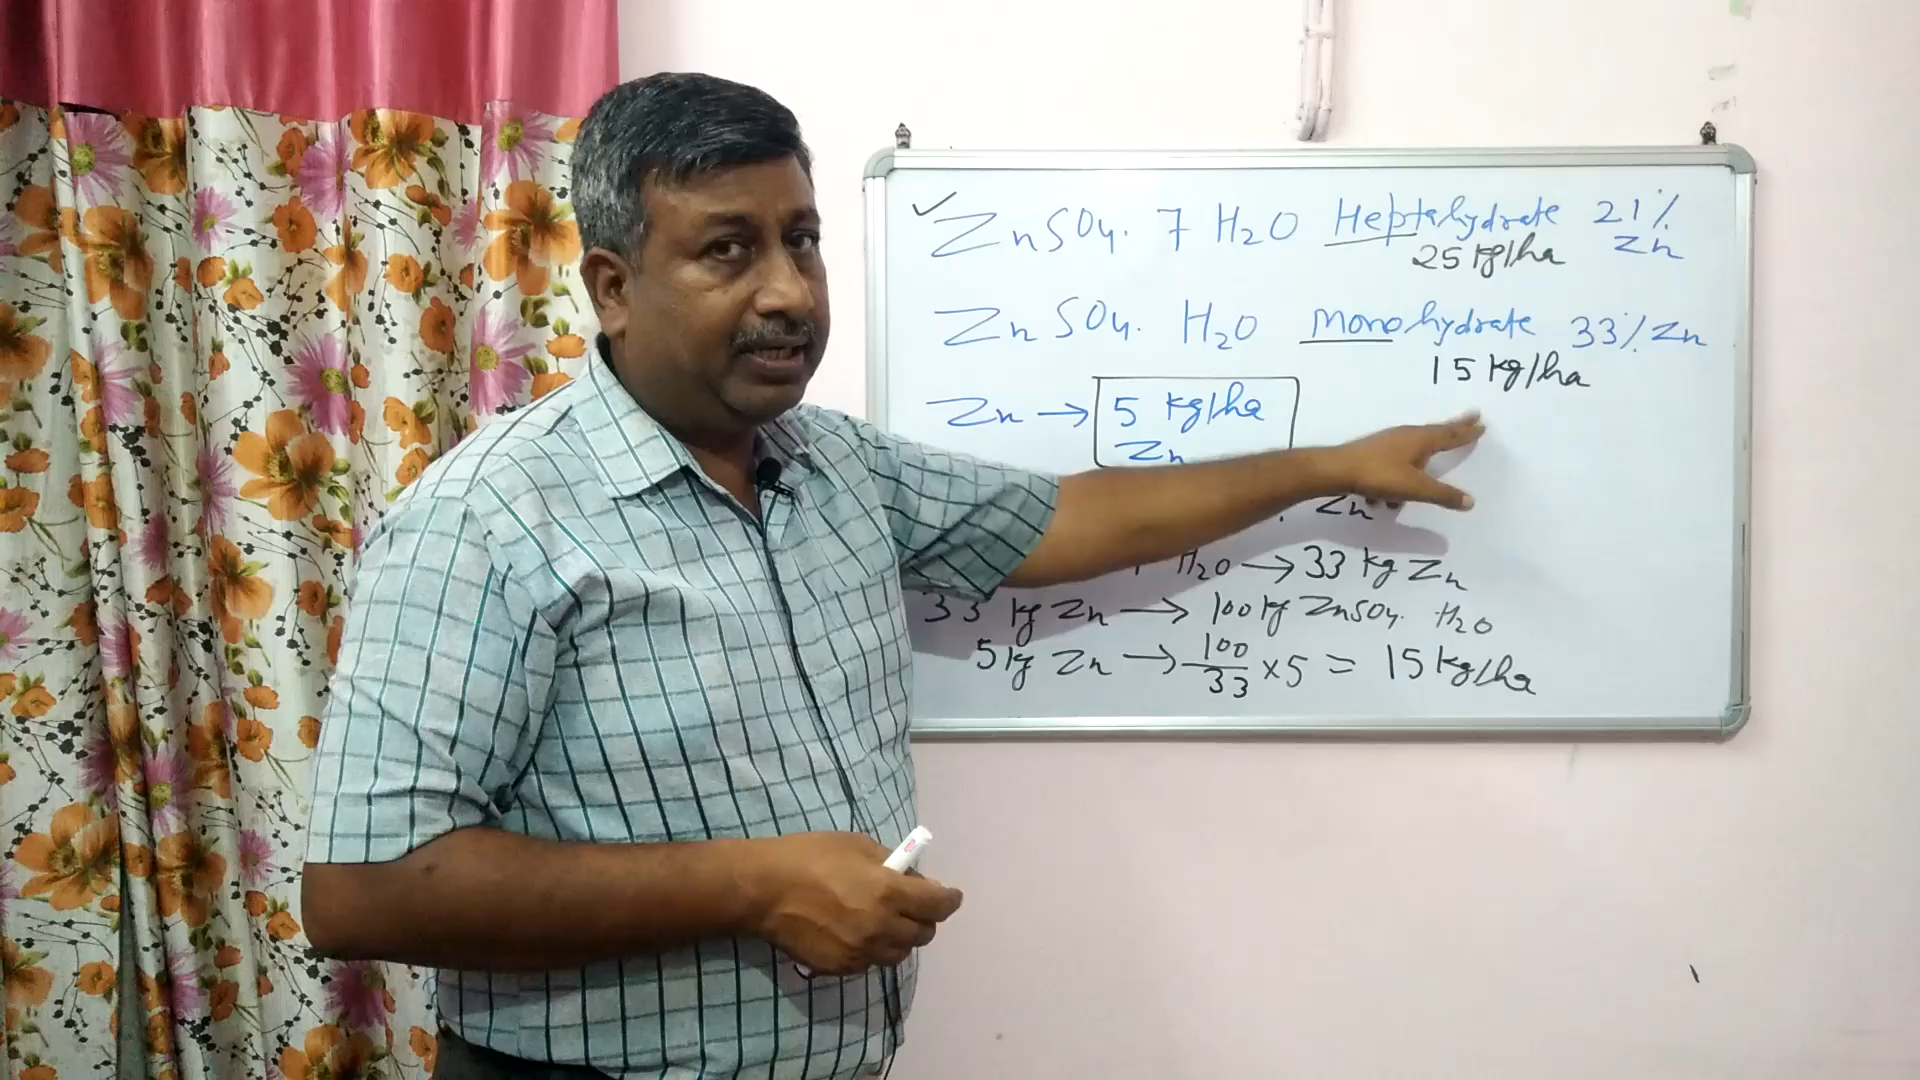 ✓ ZnSO4. 7 H2O Heptahydrate 21% Zn
25 kg/ha
ZnSO4. H2O Monohydrate 33% Zn
15 kg/ha
Zn → 5 kg/ha
Zn
Zn
H2O → 33 kg Zn
33 kg Zn → 100 kg ZnSO4. H2O
5 kg Zn → 100/33 × 5 = 15 kg/ha